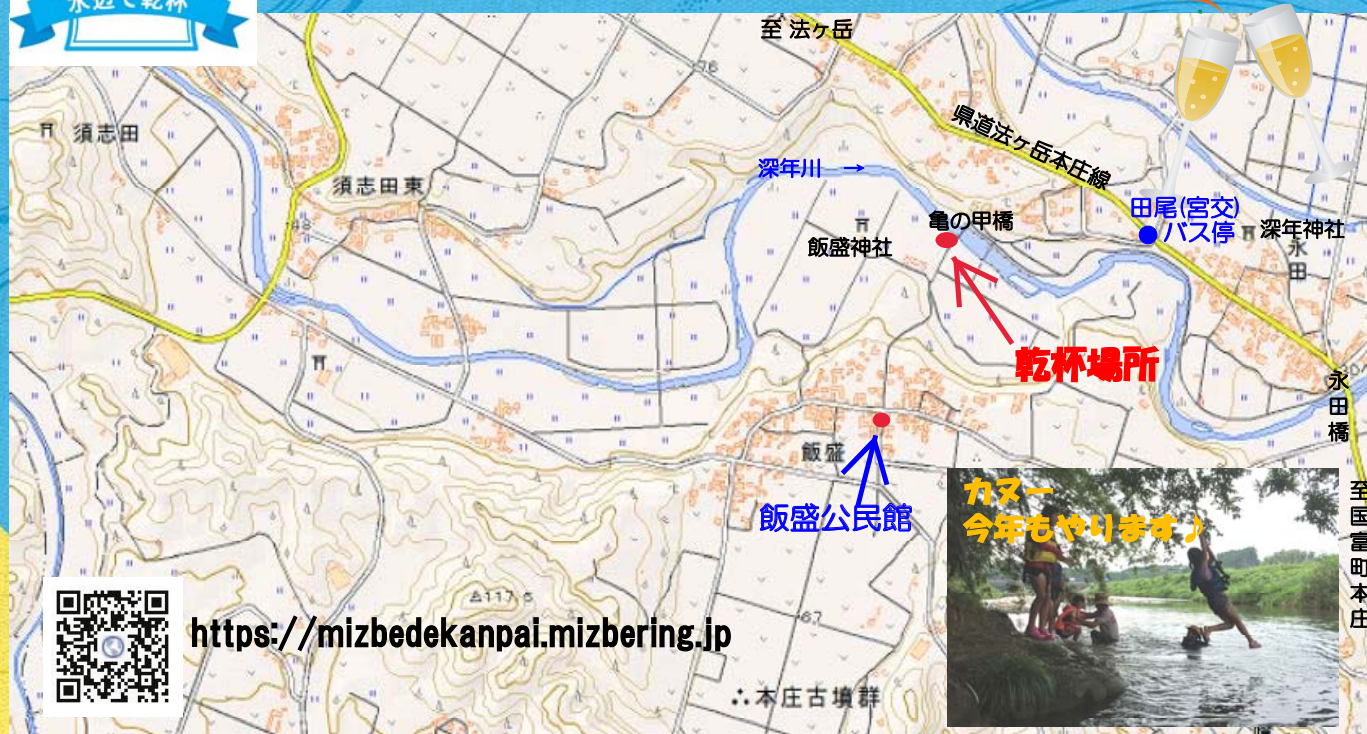 水辺で乾杯
至 法ヶ岳
76
県道法ヶ岳本庄線
須志田
須志田東
深年川 →
田尾(宮交)
バス停
深年神社
永田
亀の甲橋
飯盛神社
48
乾杯場所
永田橋
飯盛
飯盛公民館
カヌー
今年もやります♪
至国富町本庄
117
67
https://mizbedekanpai.mizbering.jp
本庄古墳群